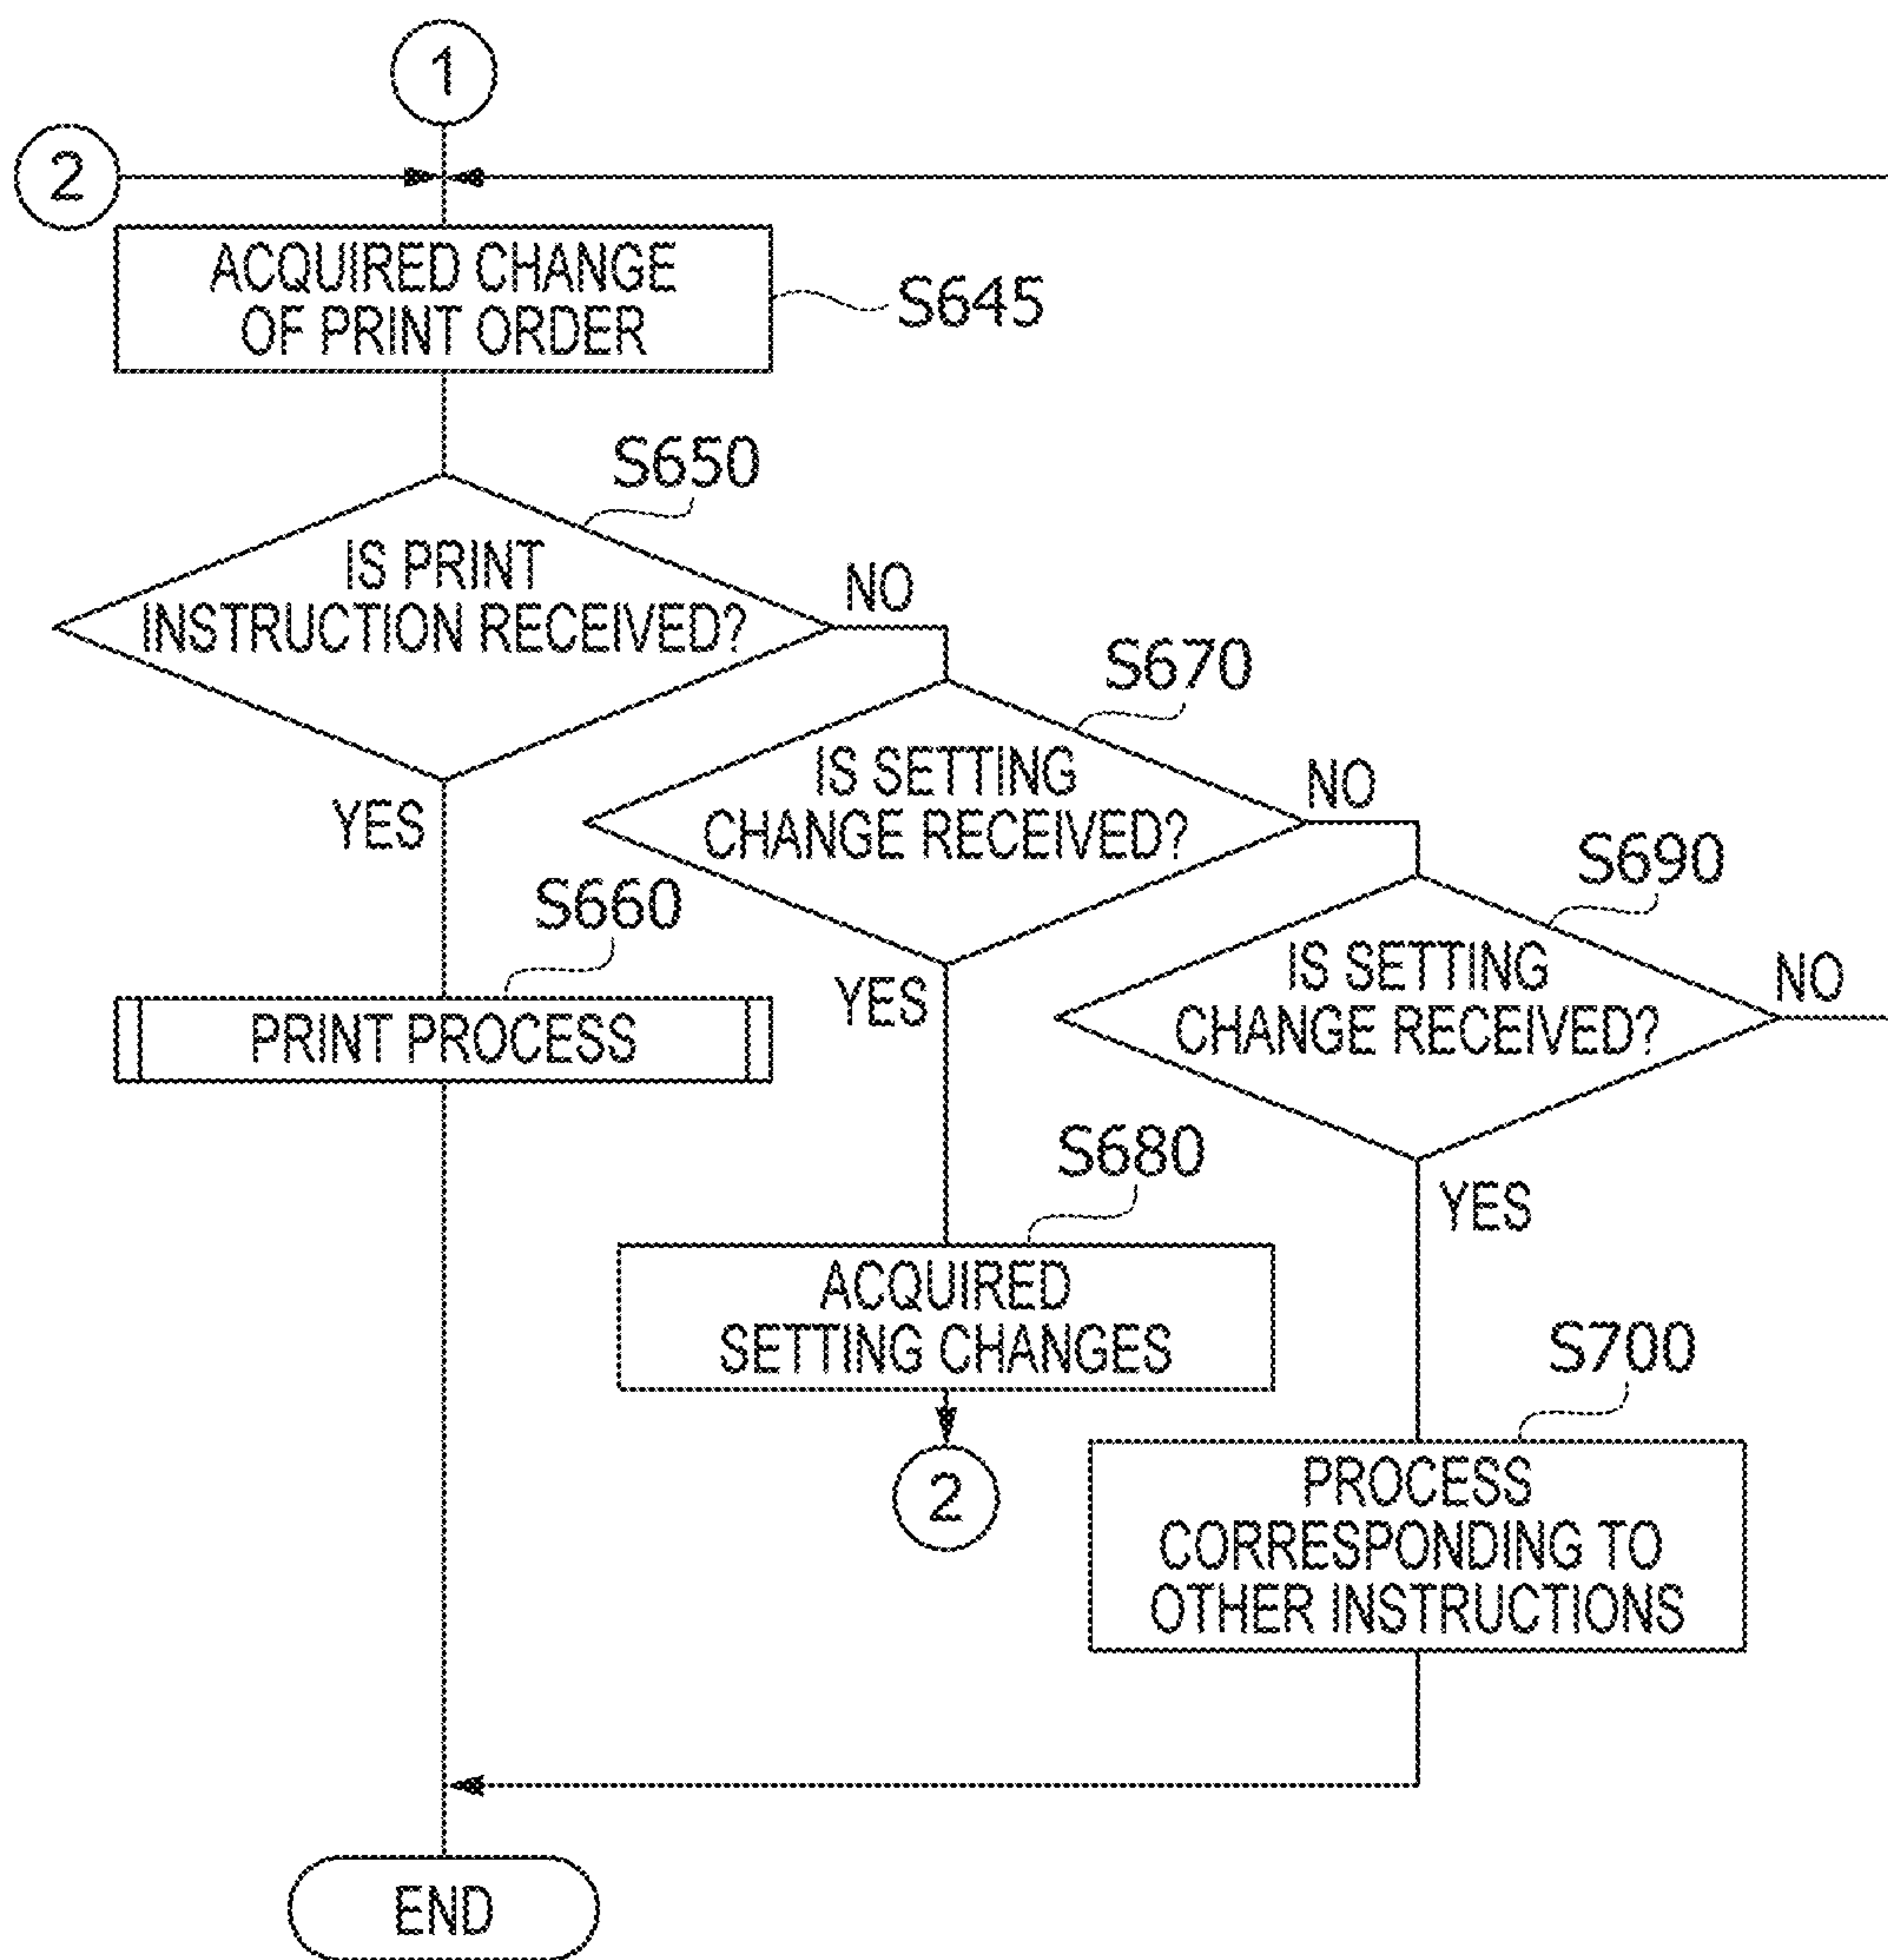 1
2
ACQUIRED CHANGE
OF PRINT ORDER
S645
S650
IS PRINT
INSTRUCTION RECEIVED?
NO
YES
S670
IS SETTING
CHANGE RECEIVED?
NO
YES
S690
IS SETTING
CHANGE RECEIVED?
NO
YES
S660
PRINT PROCESS
S680
ACQUIRED
SETTING CHANGES
2
S700
PROCESS
CORRESPONDING TO
OTHER INSTRUCTIONS
END